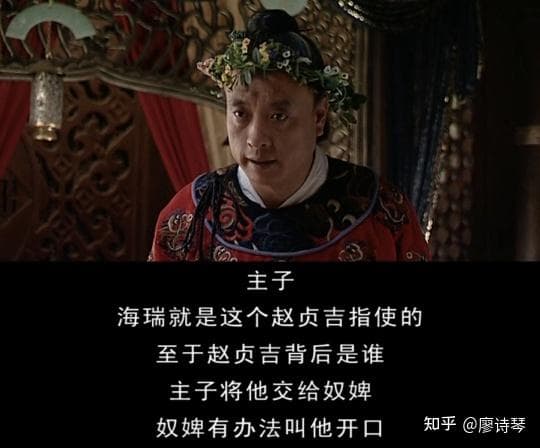 主子
海瑞就是这个赵贞吉指使的
至于赵贞吉背后是谁
主子将他交给奴婢
奴婢有办法叫他开口
知乎 @廖诗琴